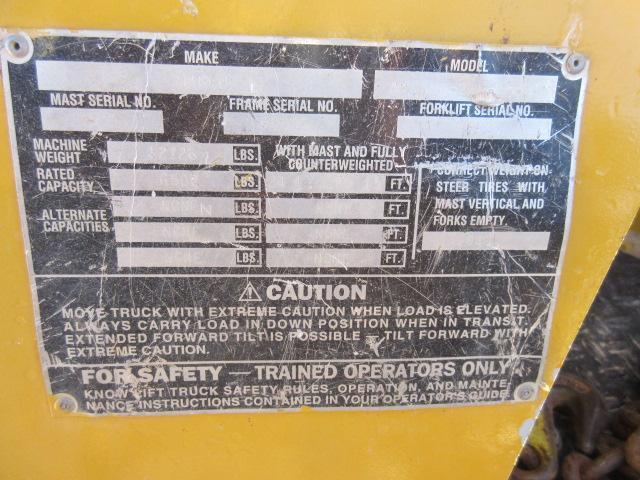 MAKE MODEL
MAST SERIAL NO. FRAME SERIAL NO. FORKLIFT SERIAL NO.
MACHINE WEIGHT LBS. WITH MAST AND FULLY COUNTERWEIGHTED
RATED CAPACITY LBS. FT.
ALTERNATE CAPACITIES LBS. FT.
LBS. FT.
LBS. FT.
CORRECT WEIGHT ON
STEER TIRES WITH
MAST VERTICAL AND
FORKS EMPTY
⚠ CAUTION
MOVE TRUCK WITH EXTREME CAUTION WHEN LOAD IS ELEVATED.
ALWAYS CARRY LOAD IN DOWN POSITION WHEN IN TRANSIT.
EXTENDED FORWARD TILT IS POSSIBLE — TILT FORWARD WITH
EXTREME CAUTION.
FOR SAFETY — TRAINED OPERATORS ONLY
KNOW LIFT TRUCK SAFETY RULES, OPERATION, AND MAINTE
NANCE INSTRUCTIONS CONTAINED IN YOUR OPERATOR'S GUIDE.